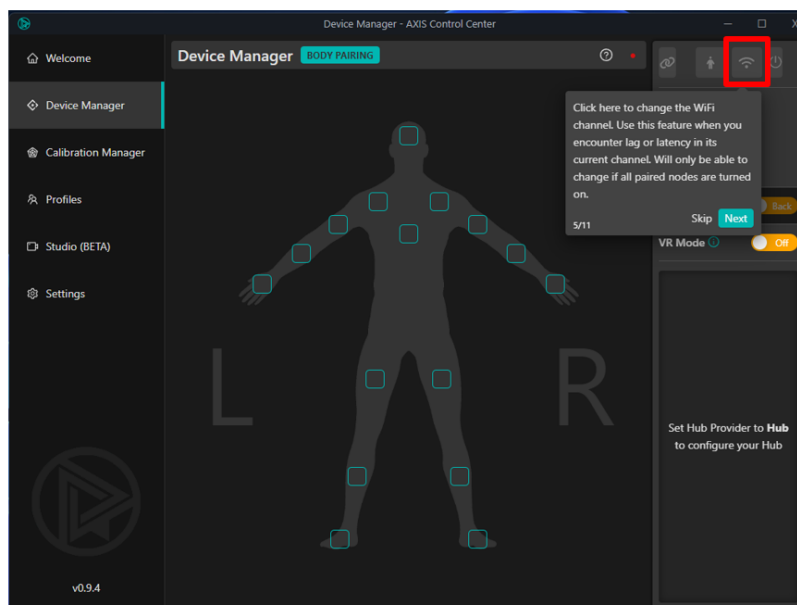 Device Manager - AXIS Control Center
Welcome
Device Manager
Calibration Manager
Profiles
Studio (BETA)
Settings
v0.9.4
Device Manager BODY PAIRING
L R
Click here to change the WiFi
channel. Use this feature when you
encounter lag or latency in its
current channel. Will only be able to
change if all paired nodes are turned
on.
5/11 Skip Next
Back
VR Mode Off
Set Hub Provider to Hub
to configure your Hub